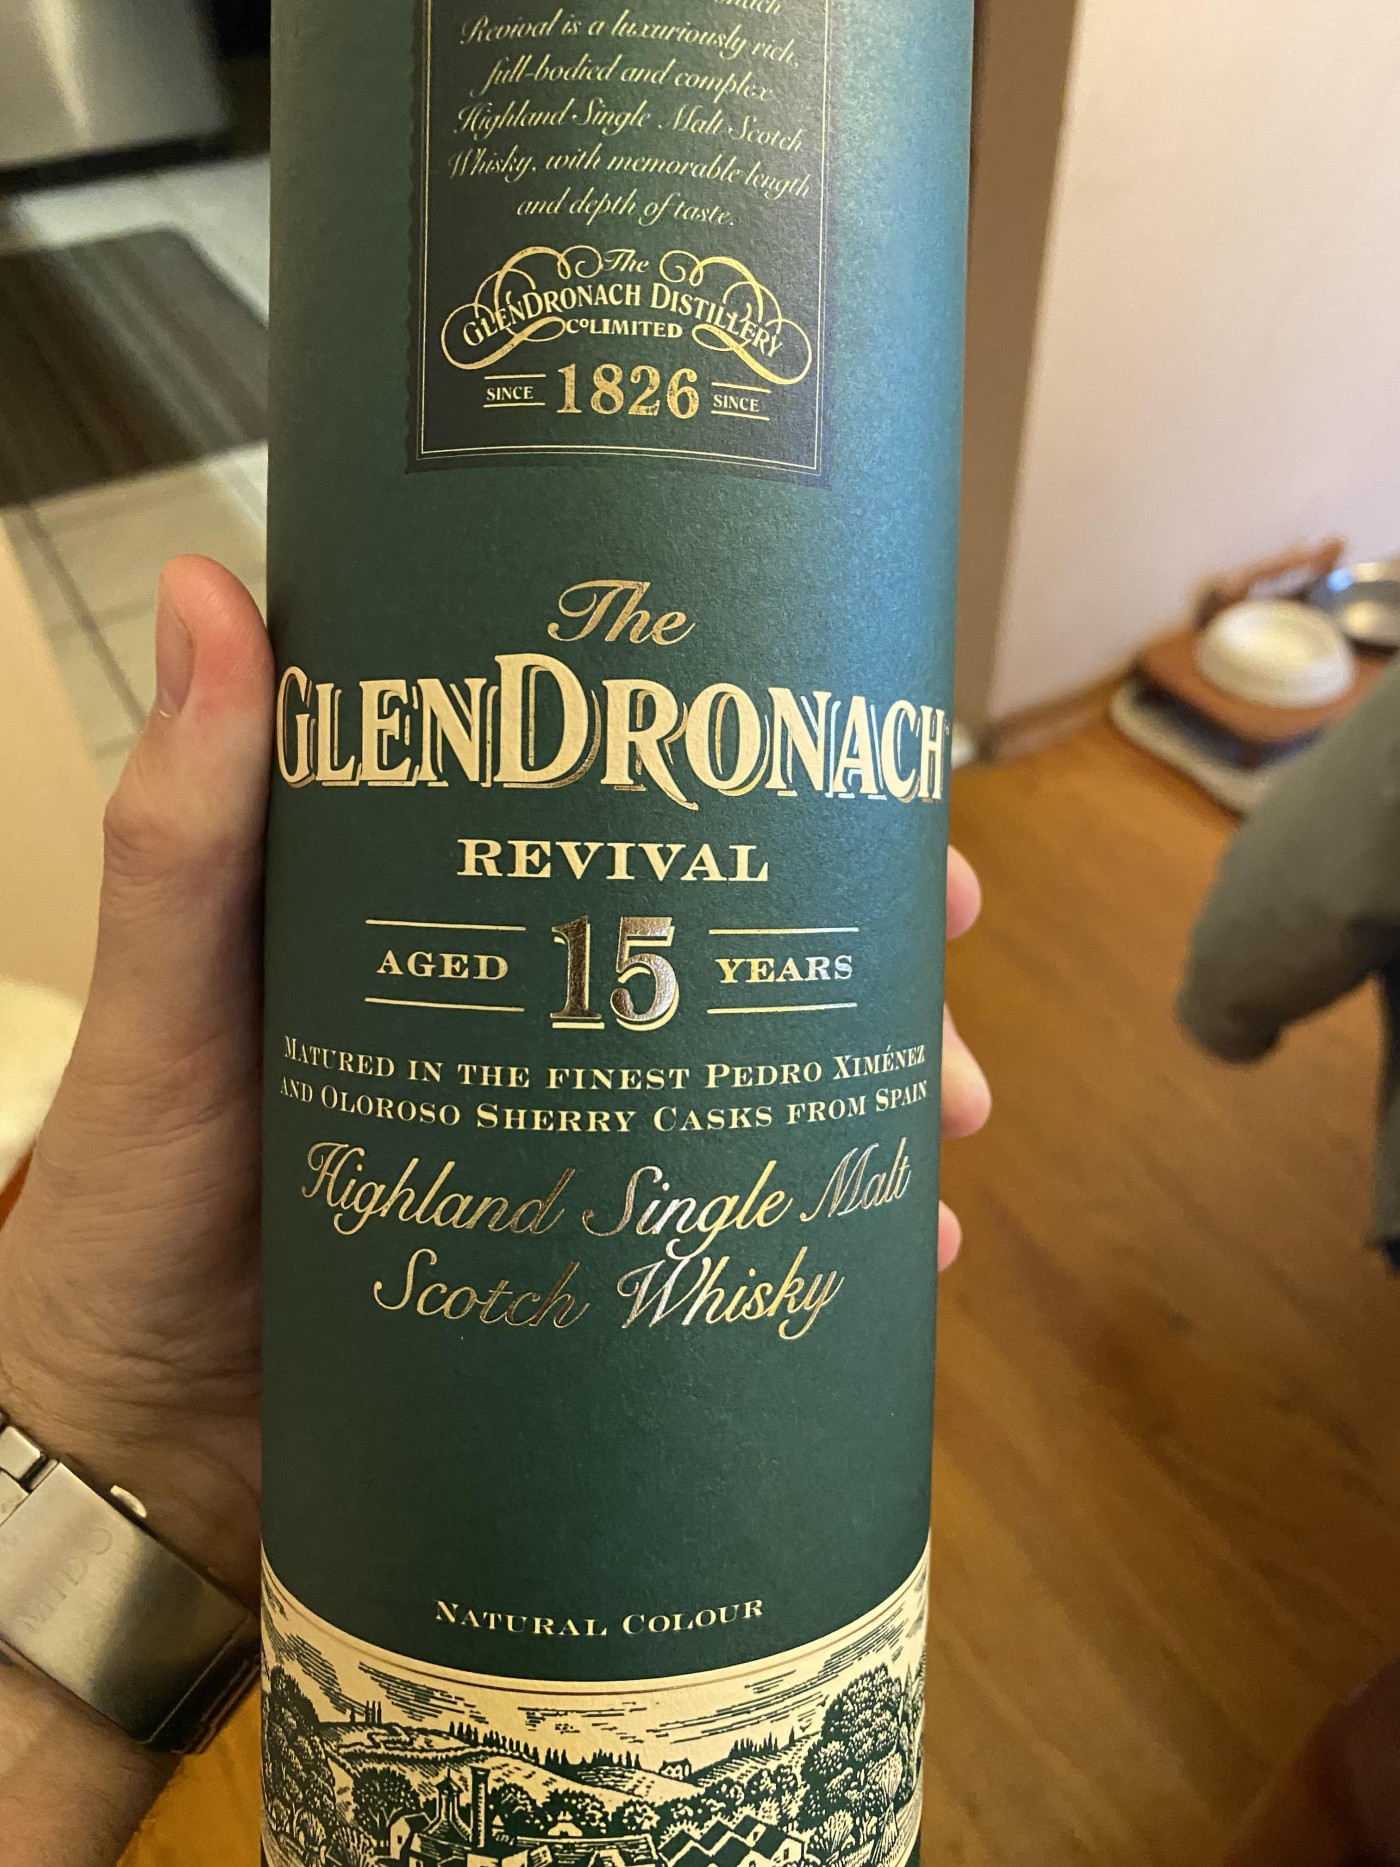 Revival is a luxuriously rich,
full-bodied and complex
Highland Single Malt Scotch
Whisky, with memorable length
and depth of taste.
The
GLENDRONACH DISTILLERY
Co LIMITED
SINCE 1826 SINCE
The
GLENDRONACH
REVIVAL
AGED 15 YEARS
MATURED IN THE FINEST PEDRO XIMÉNEZ
AND OLOROSO SHERRY CASKS FROM SPAIN
Highland Single Malt
Scotch Whisky
NATURAL COLOUR
MIDO